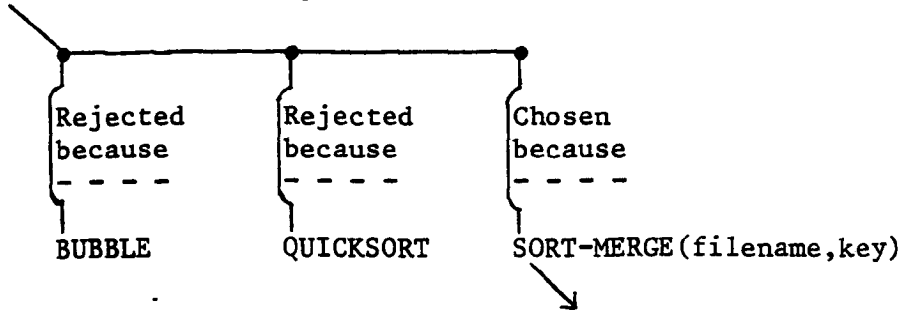 Rejected
because
- - - -
BUBBLE
Rejected
because
- - - -
QUICKSORT
Chosen
because
- - - -
SORT-MERGE(filename,key)